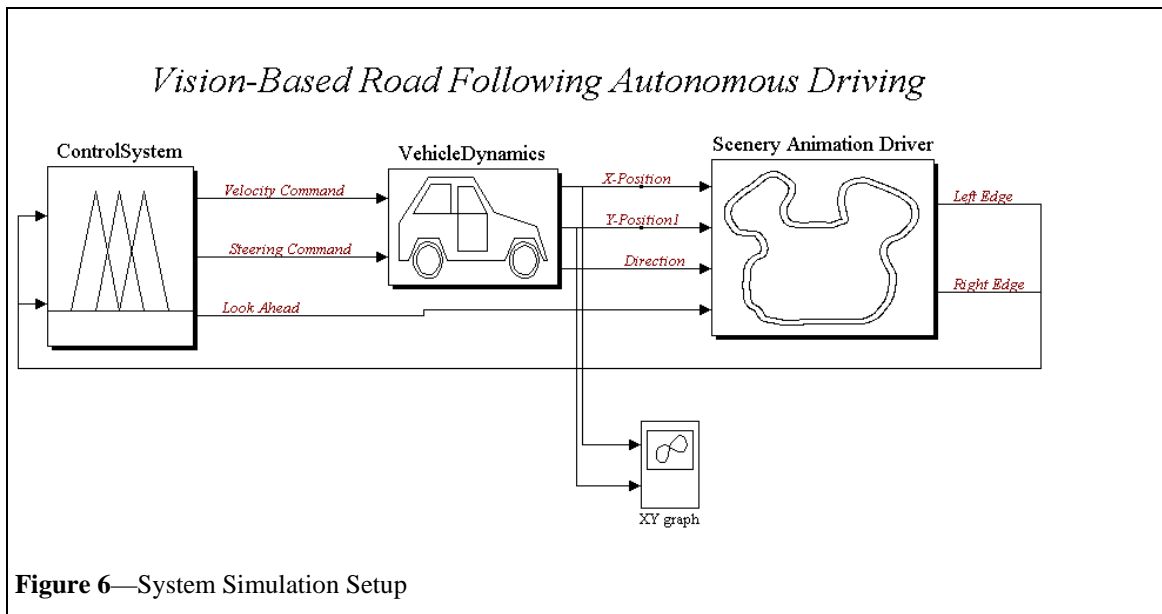 Vision-Based Road Following Autonomous Driving
ControlSystem
VehicleDynamics
Scenery Animation Driver
Velocity Command
X-Position
Left Edge
Y-Position1
Steering Command
Direction
Right Edge
Look Ahead
XY graph
Figure 6—System Simulation Setup